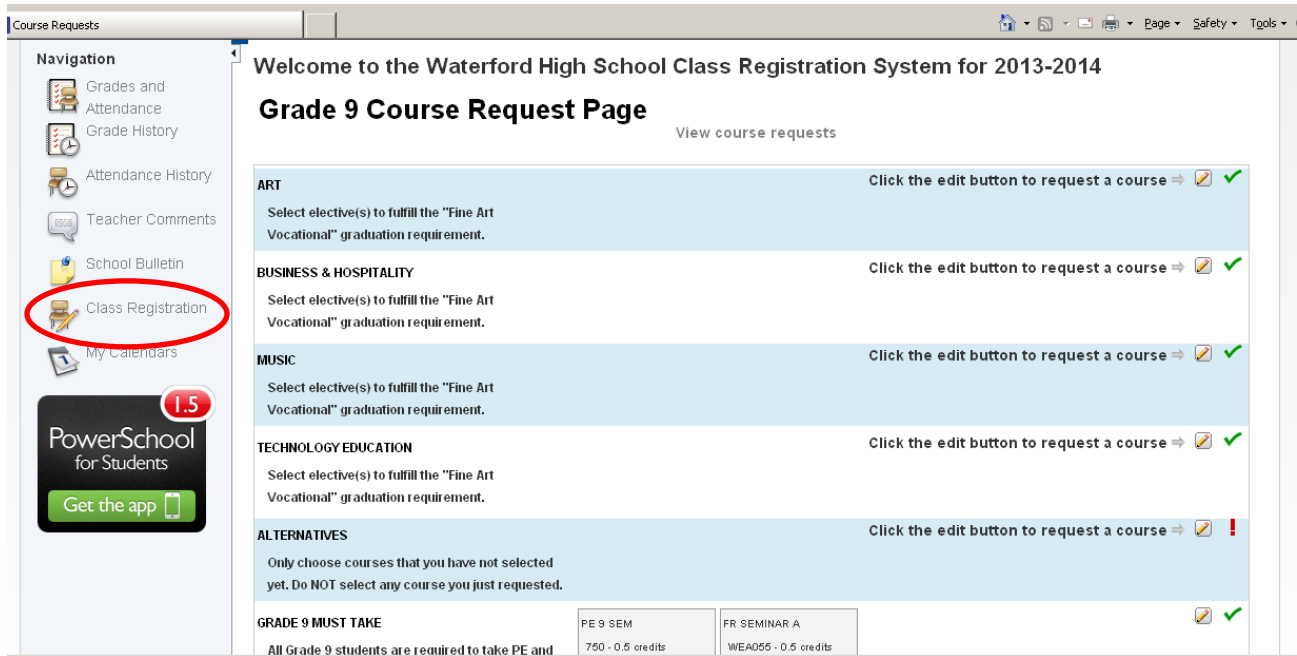 Course Requests
Page Safety Tools
Navigation
Grades and
Attendance
Grade History
Attendance History
Teacher Comments
School Bulletin
Class Registration
My Calendars
1.5
PowerSchool
for Students
Get the app
Welcome to the Waterford High School Class Registration System for 2013-2014
Grade 9 Course Request Page
View course requests
ART
Click the edit button to request a course ⇒
Select elective(s) to fulfill the "Fine Art
Vocational" graduation requirement.
BUSINESS & HOSPITALITY
Click the edit button to request a course ⇒
Select elective(s) to fulfill the "Fine Art
Vocational" graduation requirement.
MUSIC
Click the edit button to request a course ⇒
Select elective(s) to fulfill the "Fine Art
Vocational" graduation requirement.
TECHNOLOGY EDUCATION
Click the edit button to request a course ⇒
Select elective(s) to fulfill the "Fine Art
Vocational" graduation requirement.
ALTERNATIVES
Click the edit button to request a course ⇒ !
Only choose courses that you have not selected
yet. Do NOT select any course you just requested.
GRADE 9 MUST TAKE
All Grade 9 students are required to take PE and
PE 9 SEM
750 - 0.5 credits
FR SEMINAR A
WEA055 - 0.5 credits